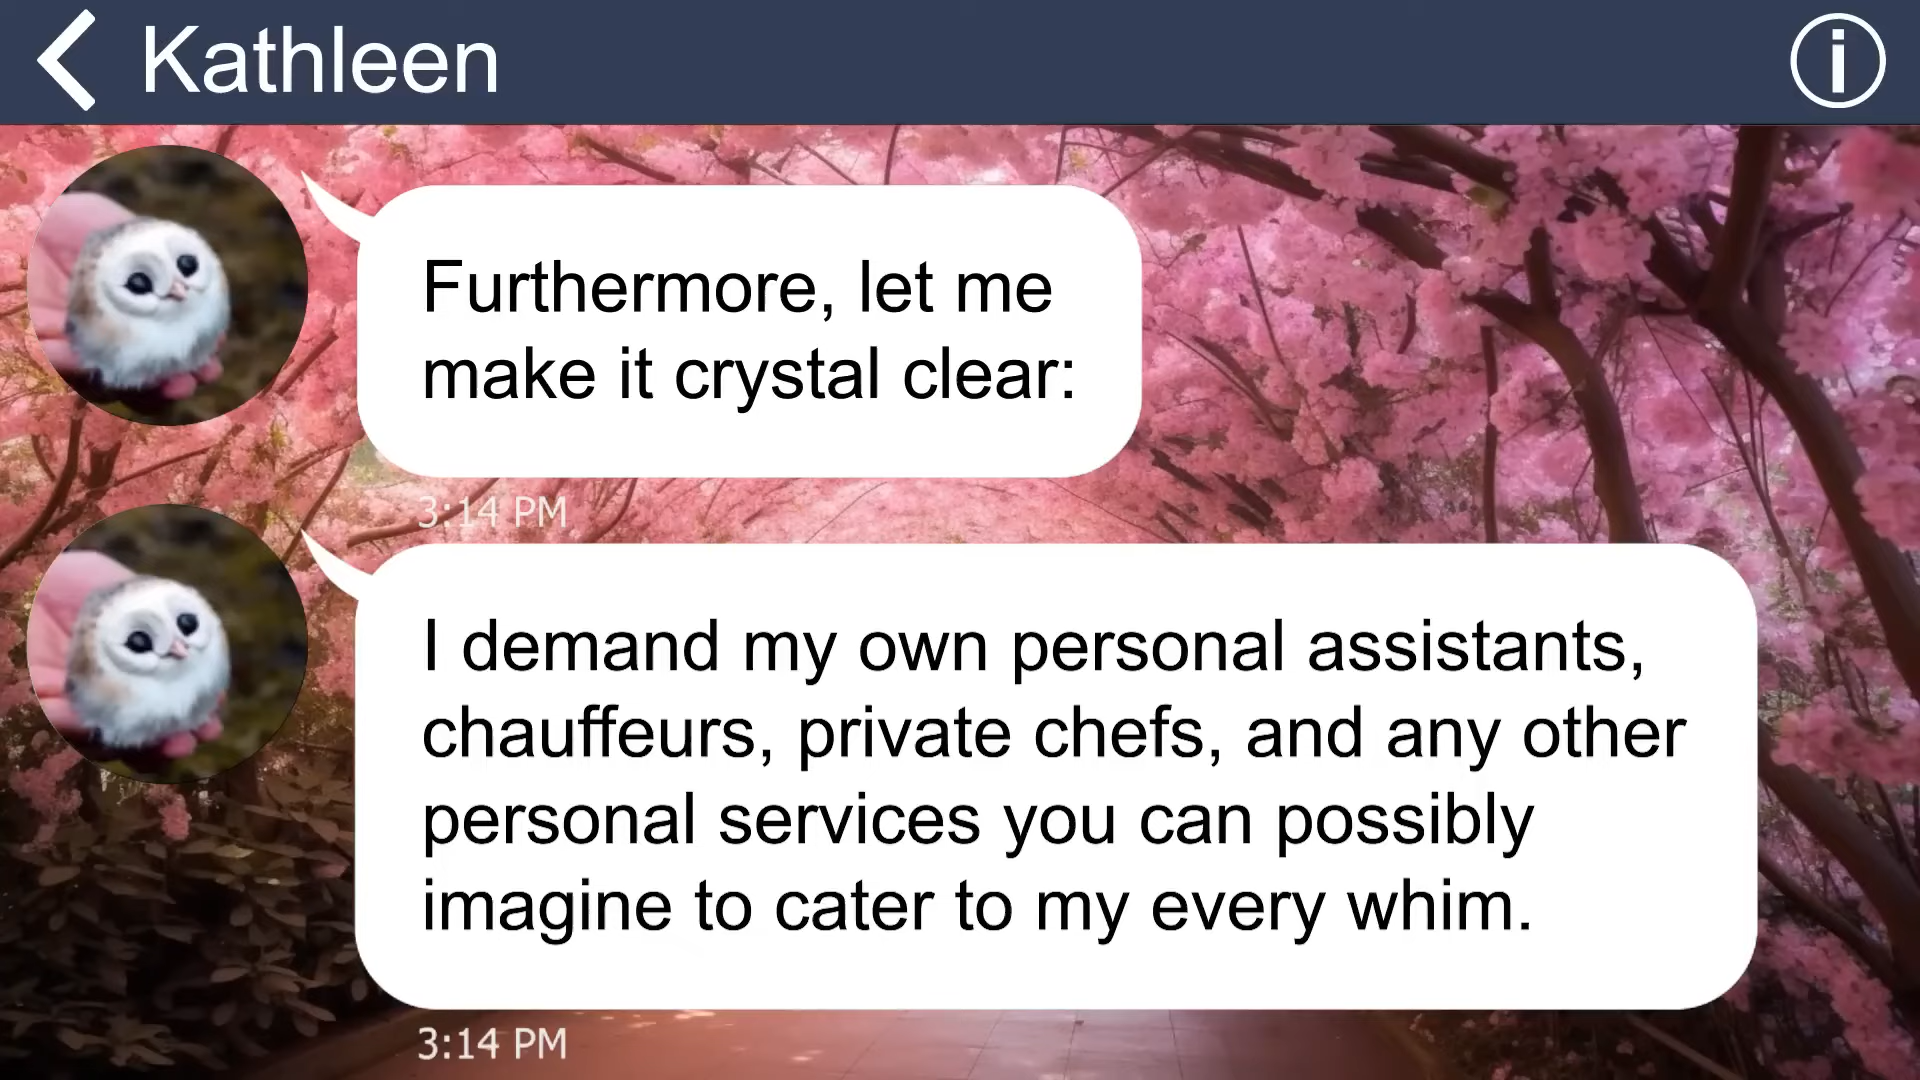 Kathleen
Furthermore, let me
make it crystal clear:
3:14 PM
I demand my own personal assistants,
chauffeurs, private chefs, and any other
personal services you can possibly
imagine to cater to my every whim.
3:14 PM